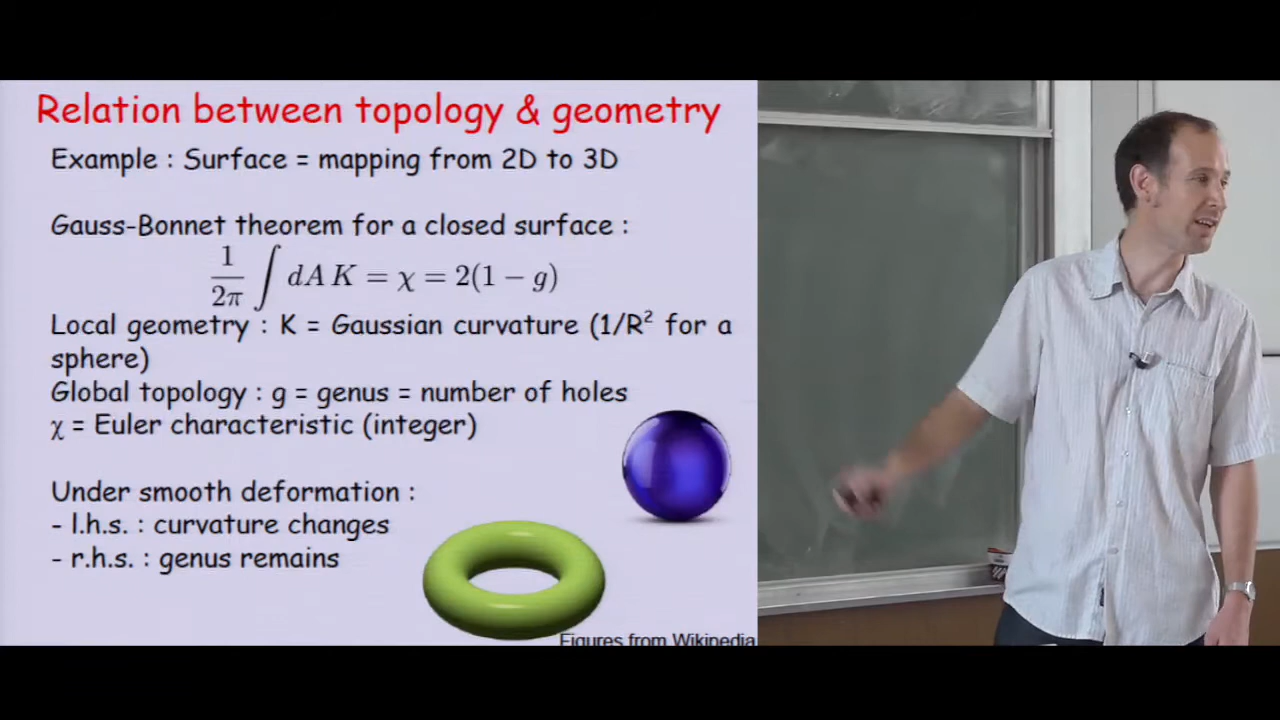 Relation between topology & geometry
Example : Surface = mapping from 2D to 3D
Gauss-Bonnet theorem for a closed surface :
1/2π ∫ dA K = χ = 2(1 − g)
Local geometry : K = Gaussian curvature (1/R² for a
sphere)
Global topology : g = genus = number of holes
χ = Euler characteristic (integer)
Under smooth deformation :
- l.h.s. : curvature changes
- r.h.s. : genus remains
Figures from Wikipedia